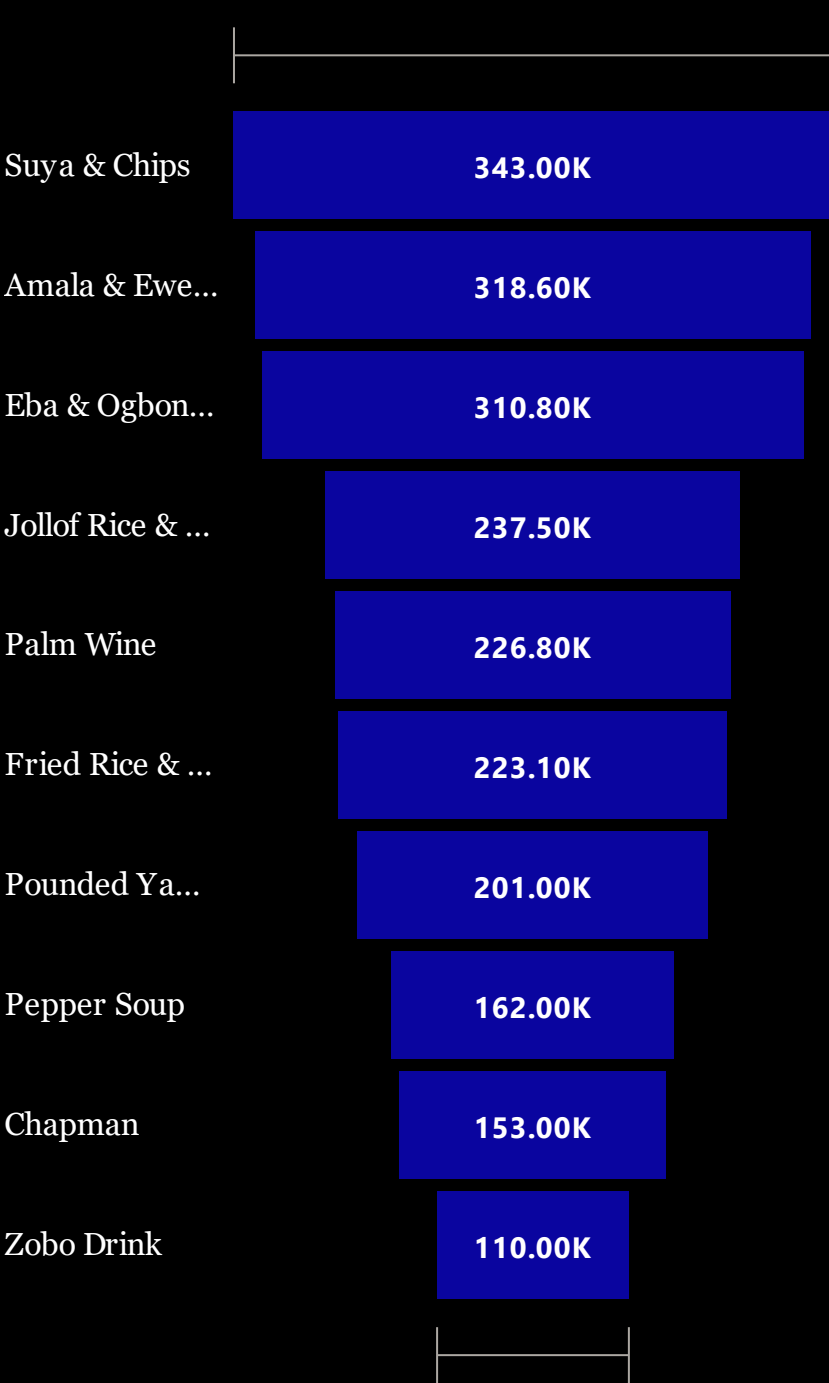 Suya & Chips 343.00K
Amala & Ewe... 318.60K
Eba & Ogbon... 310.80K
Jollof Rice & ... 237.50K
Palm Wine 226.80K
Fried Rice & ... 223.10K
Pounded Ya... 201.00K
Pepper Soup 162.00K
Chapman 153.00K
Zobo Drink 110.00K